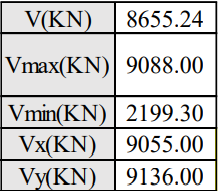 V(KN) 8655.24
Vmax(KN) 9088.00
Vmin(KN) 2199.30
Vx(KN) 9055.00
Vy(KN) 9136.00